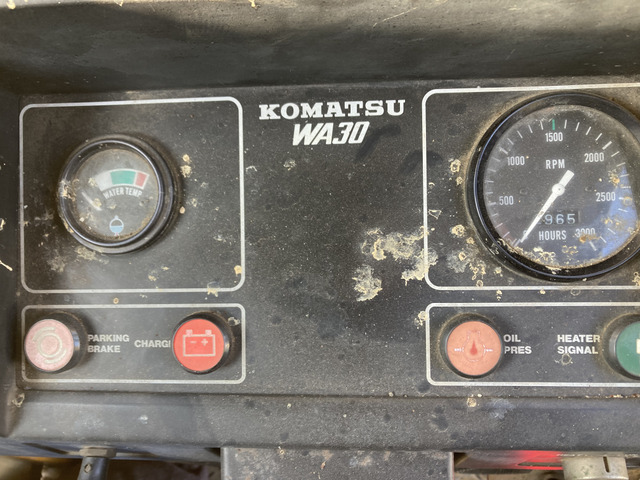 KOMATSU
WA30
WATER TEMP
500
1000
1500
2000
2500
3000
RPM
965
HOURS
PARKING
BRAKE
CHARG
OIL
PRES
HEATER
SIGNAL